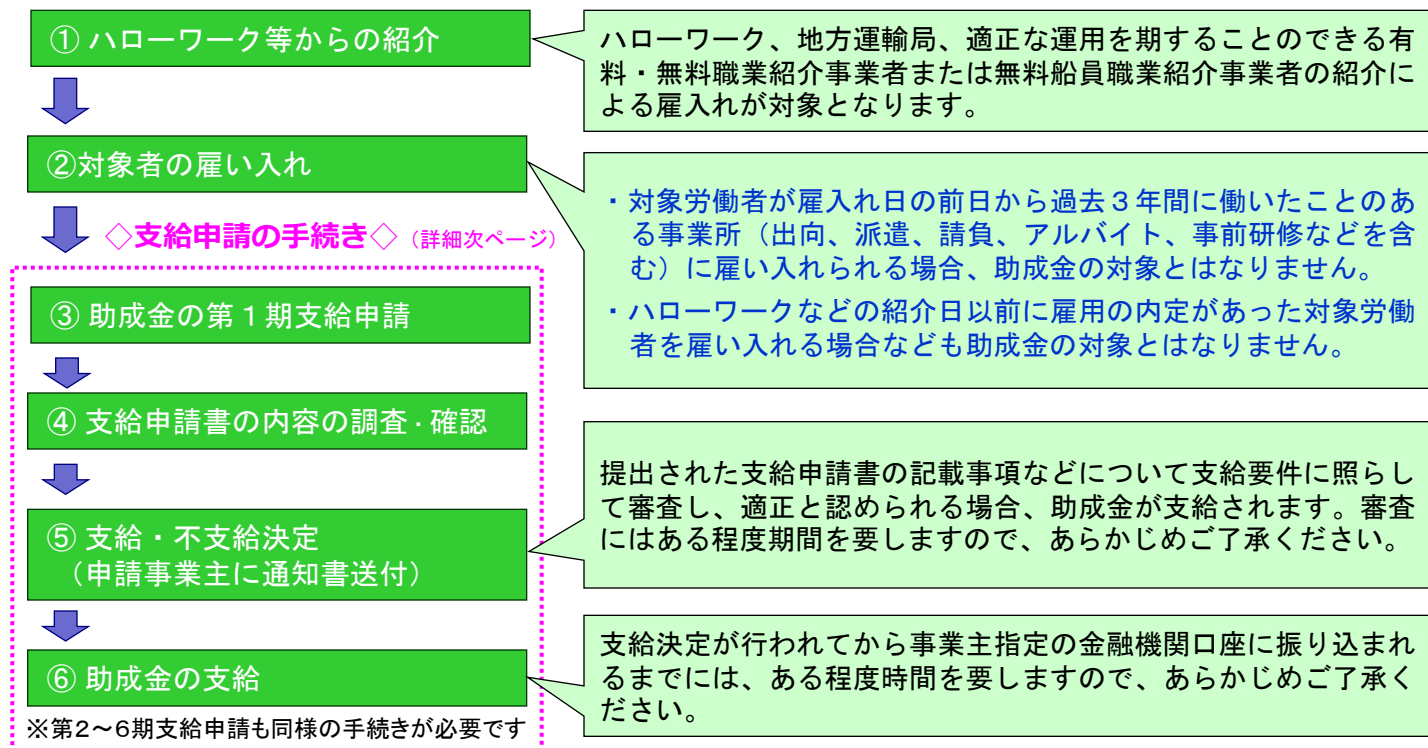 ① ハローワーク等からの紹介
ハローワーク、地方運輸局、適正な運用を期することのできる有
料・無料職業紹介事業者または無料船員職業紹介事業者の紹介に
よる雇入れが対象となります。
②対象者の雇い入れ
・対象労働者が雇入れ日の前日から過去３年間に働いたことのあ
る事業所（出向、派遣、請負、アルバイト、事前研修などを含
む）に雇い入れられる場合、助成金の対象とはなりません。
・ハローワークなどの紹介日以前に雇用の内定があった対象労働
者を雇い入れる場合なども助成金の対象とはなりません。
◇支給申請の手続き◇（詳細次ページ）
③ 助成金の第１期支給申請
④ 支給申請書の内容の調査・確認
⑤ 支給・不支給決定
（申請事業主に通知書送付）
提出された支給申請書の記載事項などについて支給要件に照らし
て審査し、適正と認められる場合、助成金が支給されます。審査
にはある程度期間を要しますので、あらかじめご了承ください。
⑥ 助成金の支給
支給決定が行われてから事業主指定の金融機関口座に振り込まれ
るまでには、ある程度時間を要しますので、あらかじめご了承く
ださい。
※第2～6期支給申請も同様の手続きが必要です